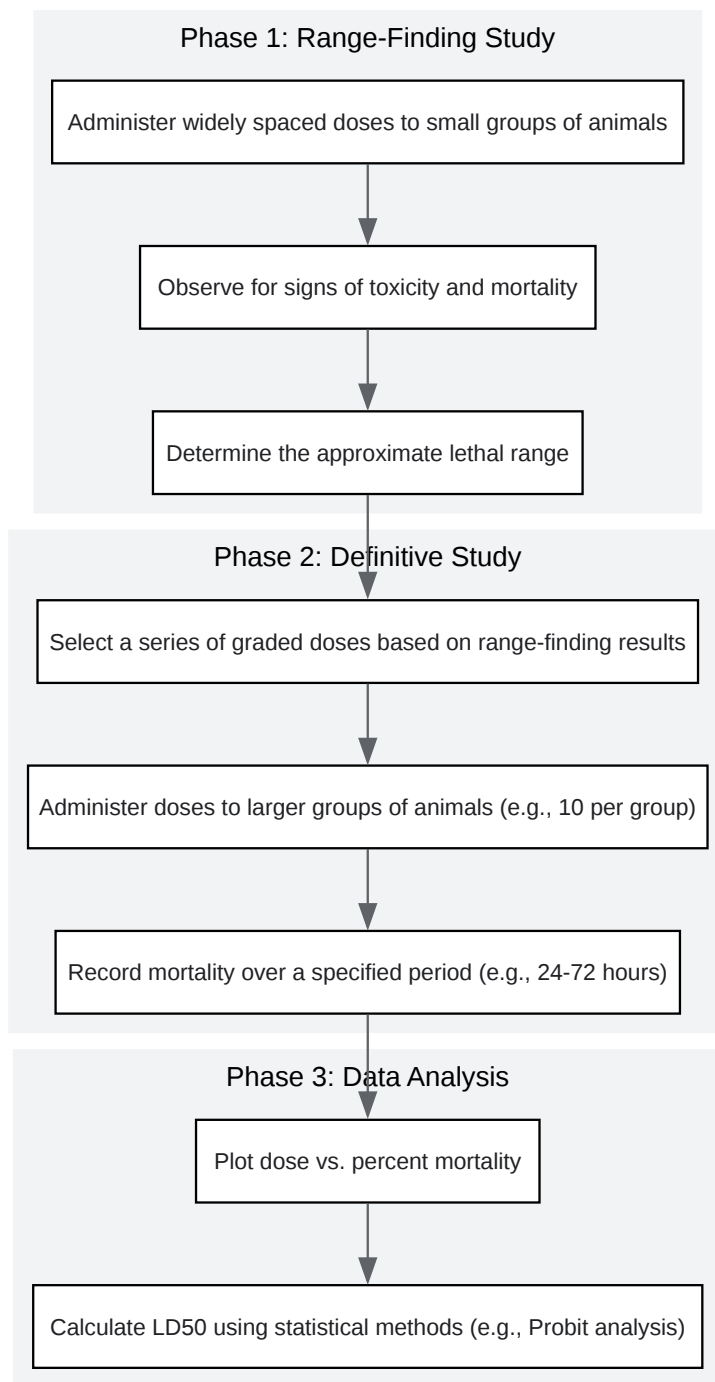 Phase 1: Range-Finding Study
Administer widely spaced doses to small groups of animals
Observe for signs of toxicity and mortality
Determine the approximate lethal range
Phase 2: Definitive Study
Select a series of graded doses based on range-finding results
Administer doses to larger groups of animals (e.g., 10 per group)
Record mortality over a specified period (e.g., 24-72 hours)
Phase 3: Data Analysis
Plot dose vs. percent mortality
Calculate LD50 using statistical methods (e.g., Probit analysis)